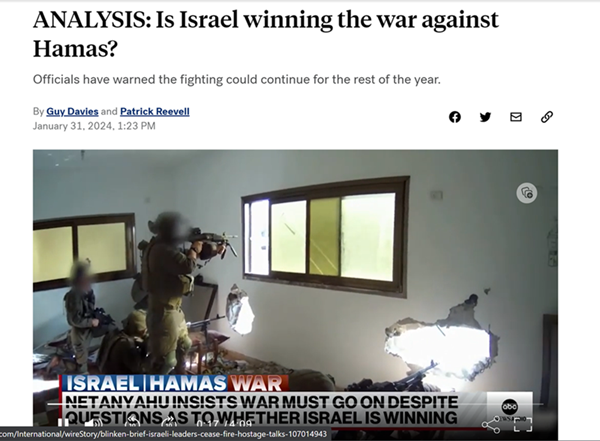 ANALYSIS: Is Israel winning the war against
Hamas?
Officials have warned the fighting could continue for the rest of the year.
By Guy Davies and Patrick Reevell
January 31, 2024, 1:23 PM
ISRAEL | HAMAS WAR
NETANYAHU INSISTS WAR MUST GO ON DESPITE
QUESTIONS AS TO WHETHER ISRAEL IS WINNING
abc
0:17 / 4:09
com/International/wireStory/blinken-brief-israeli-leaders-cease-fire-hostage-talks-107014943